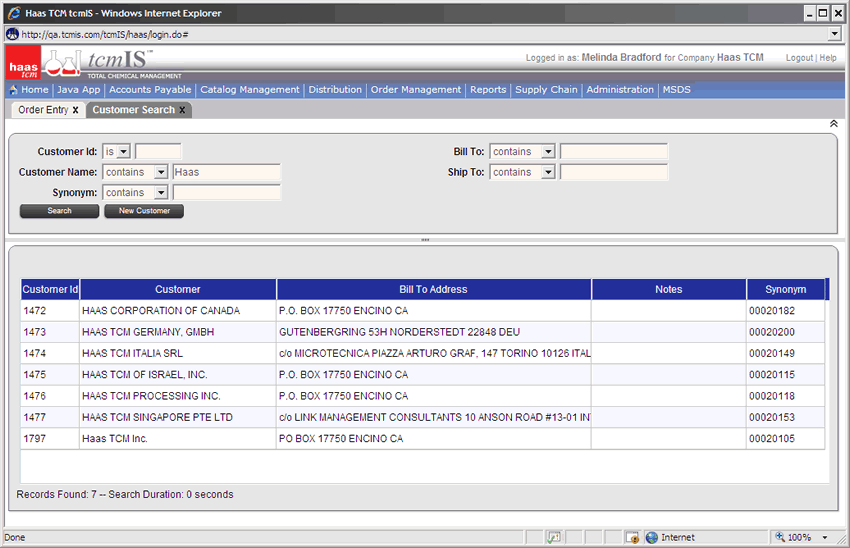 Haas TCM tcmIS - Windows Internet Explorer
http://qa.tcmis.com/tcmIS/haas/login.do#
haas tcm
tcmIS™
TOTAL CHEMICAL MANAGEMENT
Logged in as: Melinda Bradford for Company Haas TCM Logout | Help
Home Java App Accounts Payable Catalog Management Distribution Order Management Reports Supply Chain Administration MSDS
Order Entry X Customer Search X
Customer Id: is Bill To: contains
Customer Name: contains Haas Ship To: contains
Synonym: contains
Search New Customer
Customer Id Customer Bill To Address Notes Synonym
1472 HAAS CORPORATION OF CANADA P.O. BOX 17750 ENCINO CA 00020182
1473 HAAS TCM GERMANY, GMBH GUTENBERGRING 53H NORDERSTEDT 22848 DEU 00020200
1474 HAAS TCM ITALIA SRL c/o MICROTECNICA PIAZZA ARTURO GRAF, 147 TORINO 10126 ITAL 00020149
1475 HAAS TCM OF ISRAEL, INC. P.O. BOX 17750 ENCINO CA 00020115
1476 HAAS TCM PROCESSING INC. P.O. BOX 17750 ENCINO CA 00020118
1477 HAAS TCM SINGAPORE PTE LTD c/o LINK MANAGEMENT CONSULTANTS 10 ANSON ROAD #13-01 IN 00020153
1797 Haas TCM Inc. PO BOX 17750 ENCINO CA 00020105
Records Found: 7 -- Search Duration: 0 seconds
Done Internet 100%